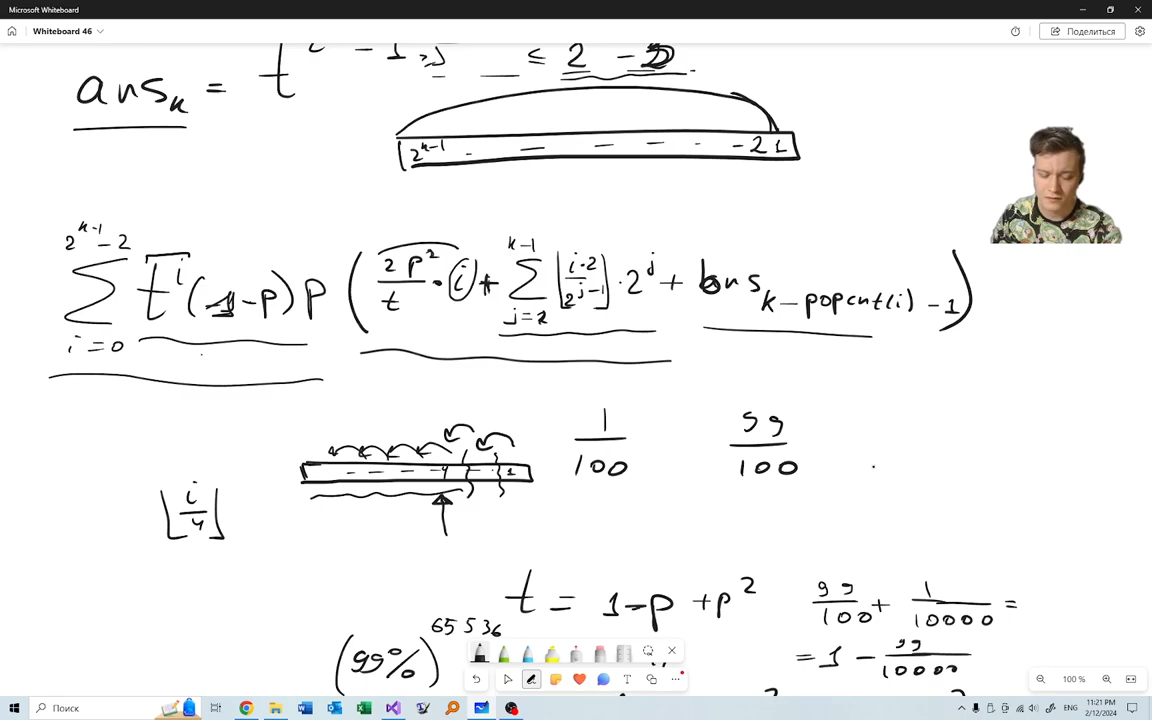 Microsoft Whiteboard
Whiteboard 46
Поделиться
ans_k = t - 1 ≤ 2 -
2^{k-1} . — — — . - 2 1
2^{k-1} - 2
∑ t^i (1-p) p ( 2p^2 / t · i + ∑ ⌊ i-2 / 2^{j-1} ⌋ · 2^j + ans_{k - popcnt(i) - 1} )
i = 0
k-1
j = 2
1/100 99/100
1
⌊ i/4 ⌋
t = 1 - p + p^2
99/100 + 1/10000 =
= 1 - 99/10000
(99%)^65536
100 %
Поиск
ENG
11:21 PM
2/12/2024